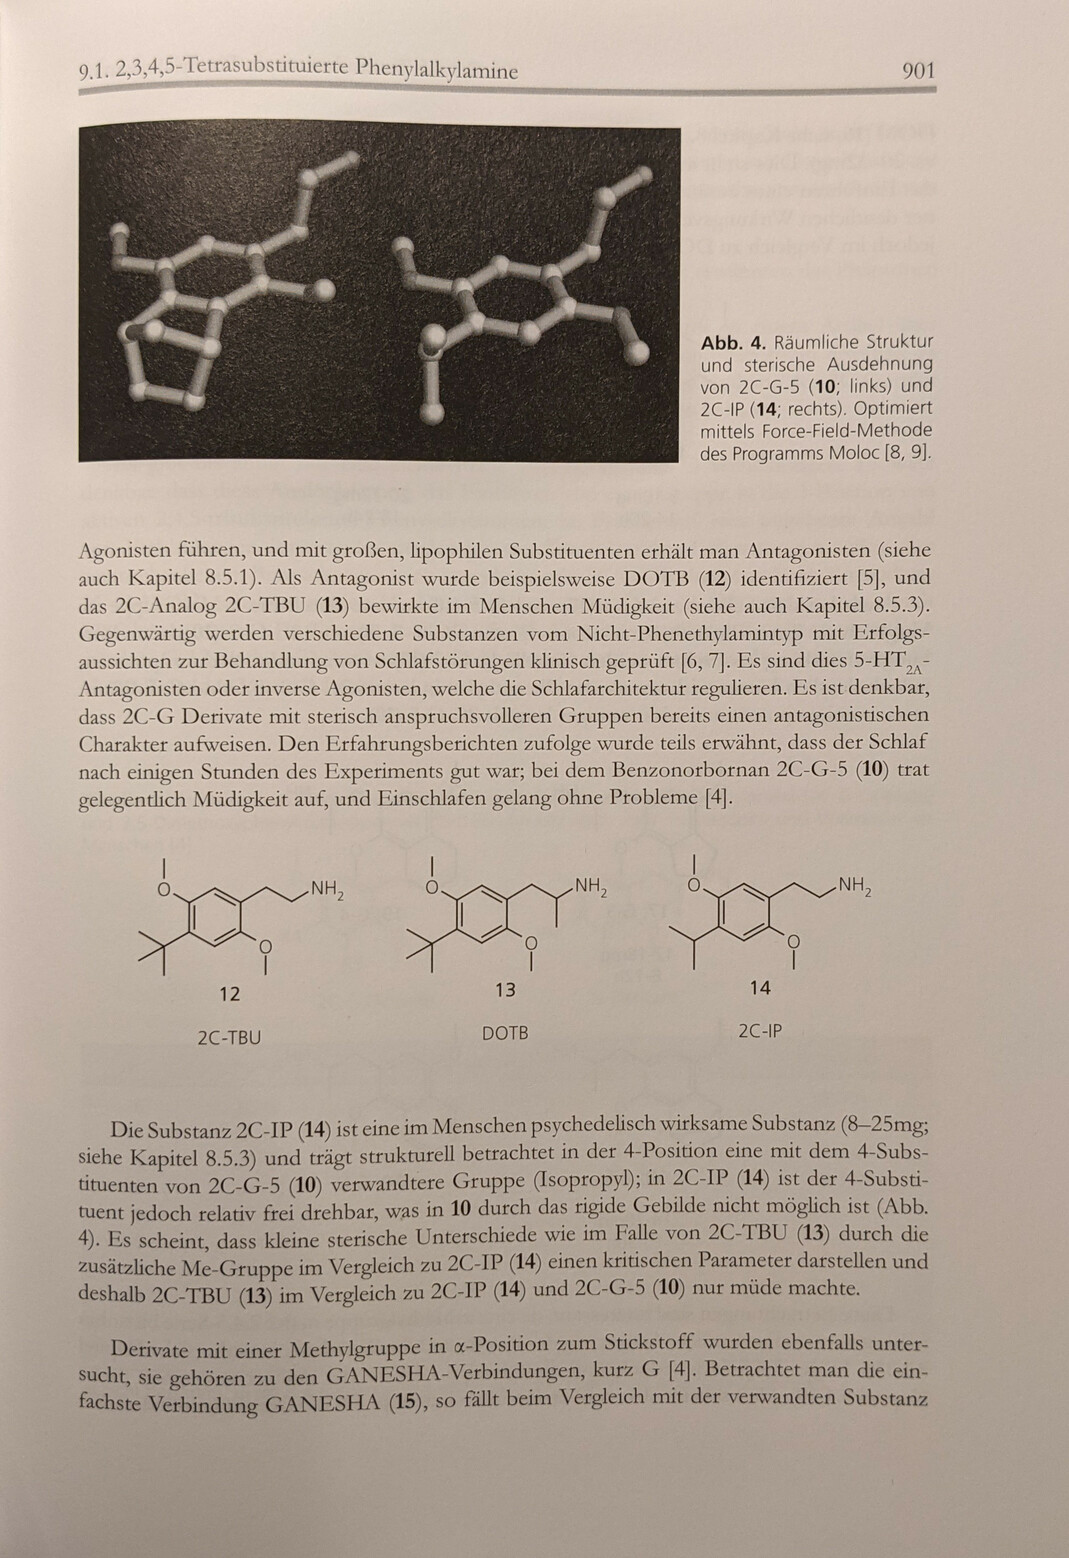 9.1. 2,3,4,5-Tetrasubstituierte Phenylalkylamine 901
Abb. 4. Räumliche Struktur
und sterische Ausdehnung
von 2C-G-5 (10; links) und
2C-IP (14; rechts). Optimiert
mittels Force-Field-Methode
des Programms Moloc [8, 9].
Agonisten führen, und mit großen, lipophilen Substituenten erhält man Antagonisten (siehe
auch Kapitel 8.5.1). Als Antagonist wurde beispielsweise DOTB (12) identifiziert [5], und
das 2C-Analog 2C-TBU (13) bewirkte im Menschen Müdigkeit (siehe auch Kapitel 8.5.3).
Gegenwärtig werden verschiedene Substanzen vom Nicht-Phenethylamintyp mit Erfolgs-
aussichten zur Behandlung von Schlafstörungen klinisch geprüft [6, 7]. Es sind dies 5-HT2A-
Antagonisten oder inverse Agonisten, welche die Schlafarchitektur regulieren. Es ist denkbar,
dass 2C-G Derivate mit sterisch anspruchsvolleren Gruppen bereits einen antagonistischen
Charakter aufweisen. Den Erfahrungsberichten zufolge wurde teils erwähnt, dass der Schlaf
nach einigen Stunden des Experiments gut war; bei dem Benzonorbornan 2C-G-5 (10) trat
gelegentlich Müdigkeit auf, und Einschlafen gelang ohne Probleme [4].
O NH2 O NH2 O NH2
O O O
12 13 14
2C-TBU DOTB 2C-IP
Die Substanz 2C-IP (14) ist eine im Menschen psychedelisch wirksame Substanz (8–25mg;
siehe Kapitel 8.5.3) und trägt strukturell betrachtet in der 4-Position eine mit dem 4-Subs-
tituenten von 2C-G-5 (10) verwandtere Gruppe (Isopropyl); in 2C-IP (14) ist der 4-Substi-
tuent jedoch relativ frei drehbar, was in 10 durch das rigide Gebilde nicht möglich ist (Abb.
4). Es scheint, dass kleine sterische Unterschiede wie im Falle von 2C-TBU (13) durch die
zusätzliche Me-Gruppe im Vergleich zu 2C-IP (14) einen kritischen Parameter darstellen und
deshalb 2C-TBU (13) im Vergleich zu 2C-IP (14) und 2C-G-5 (10) nur müde machte.
Derivate mit einer Methylgruppe in α-Position zum Stickstoff wurden ebenfalls unter-
sucht, sie gehören zu den GANESHA-Verbindungen, kurz G [4]. Betrachtet man die ein-
fachste Verbindung GANESHA (15), so fällt beim Vergleich mit der verwandten Substanz